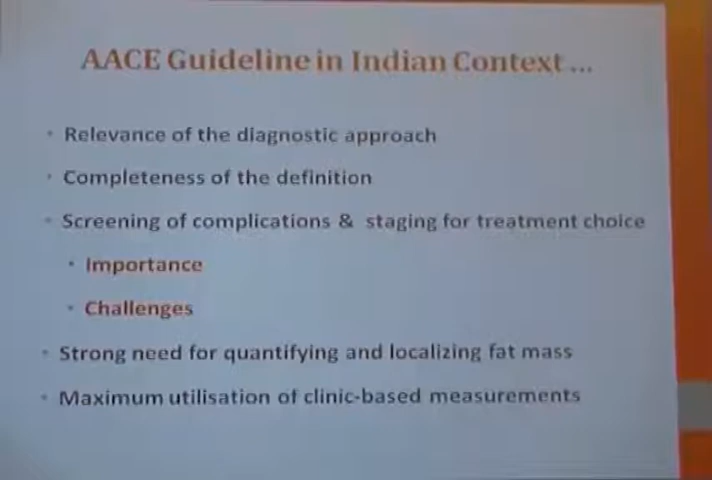 AACE Guideline in Indian Context ...
• Relevance of the diagnostic approach
• Completeness of the definition
• Screening of complications & staging for treatment choice
• Importance
• Challenges
• Strong need for quantifying and localizing fat mass
• Maximum utilisation of clinic-based measurements